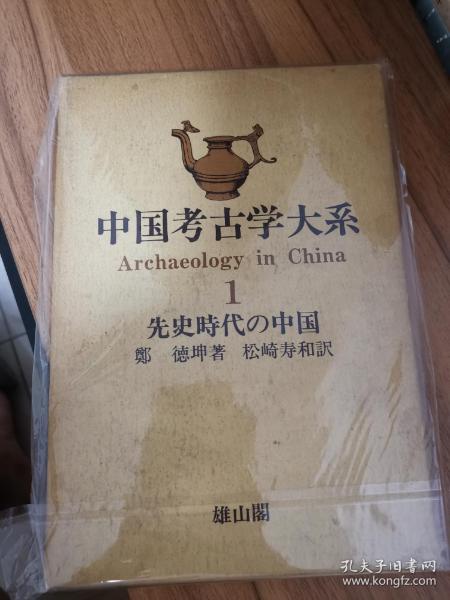 中国考古学大系
Archaeology in China
1
先史時代の中国
鄭 徳坤著 松崎寿和訳
雄山閣
孔夫子旧书网
www.kongfz.com